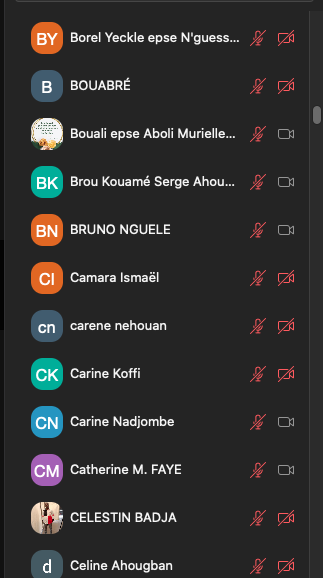 BY Borel Yeckle epse N'guess...
B BOUABRÉ
Bouali epse Aboli Murielle...
BK Brou Kouamé Serge Ahou...
BN BRUNO NGUELE
CI Camara Ismaël
cn carene nehouan
CK Carine Koffi
CN Carine Nadjombe
CM Catherine M. FAYE
CELESTIN BADJA
d Celine Ahougban